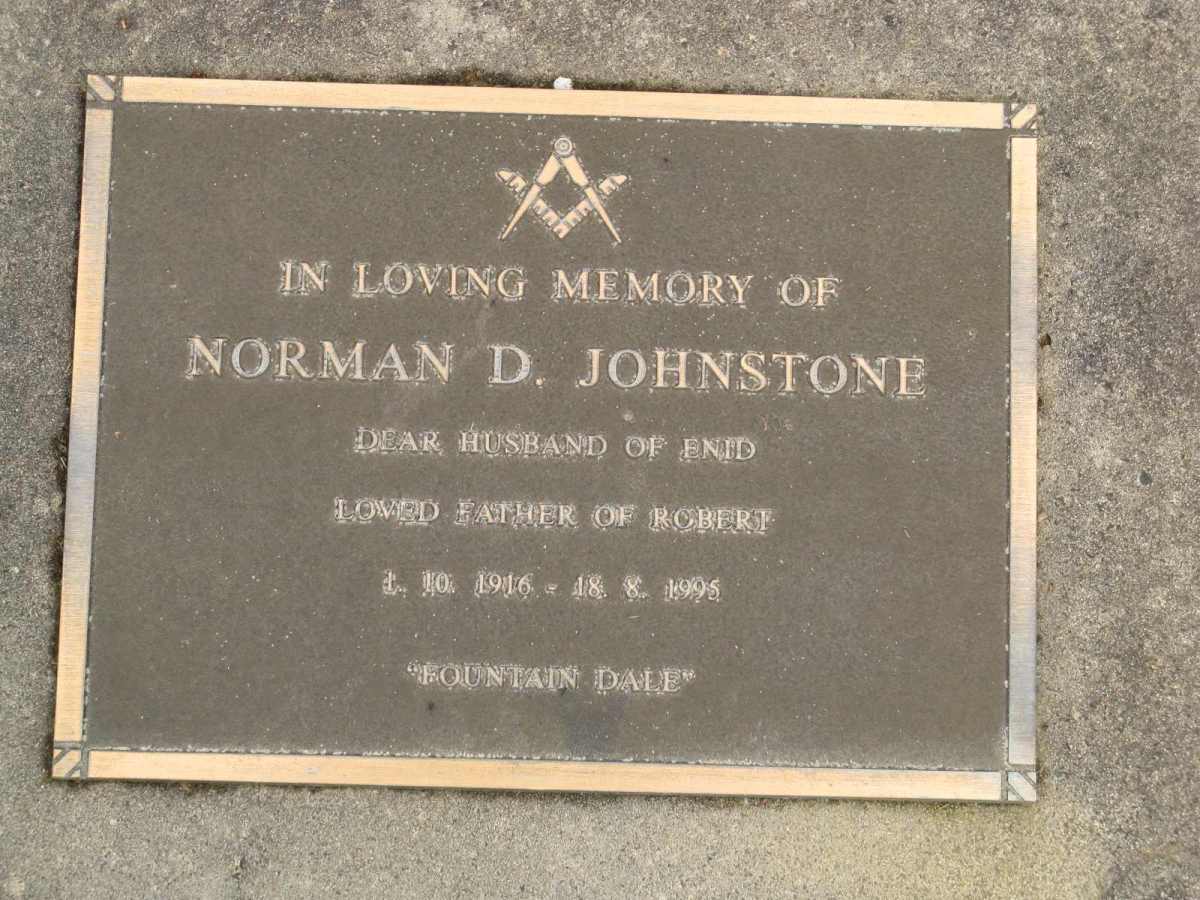 IN LOVING MEMORY OF
NORMAN D. JOHNSTONE
DEAR HUSBAND OF ENID
LOVED FATHER OF ROBERT
1. 10. 1916 - 18. 8. 1995
“FOUNTAIN DALE”